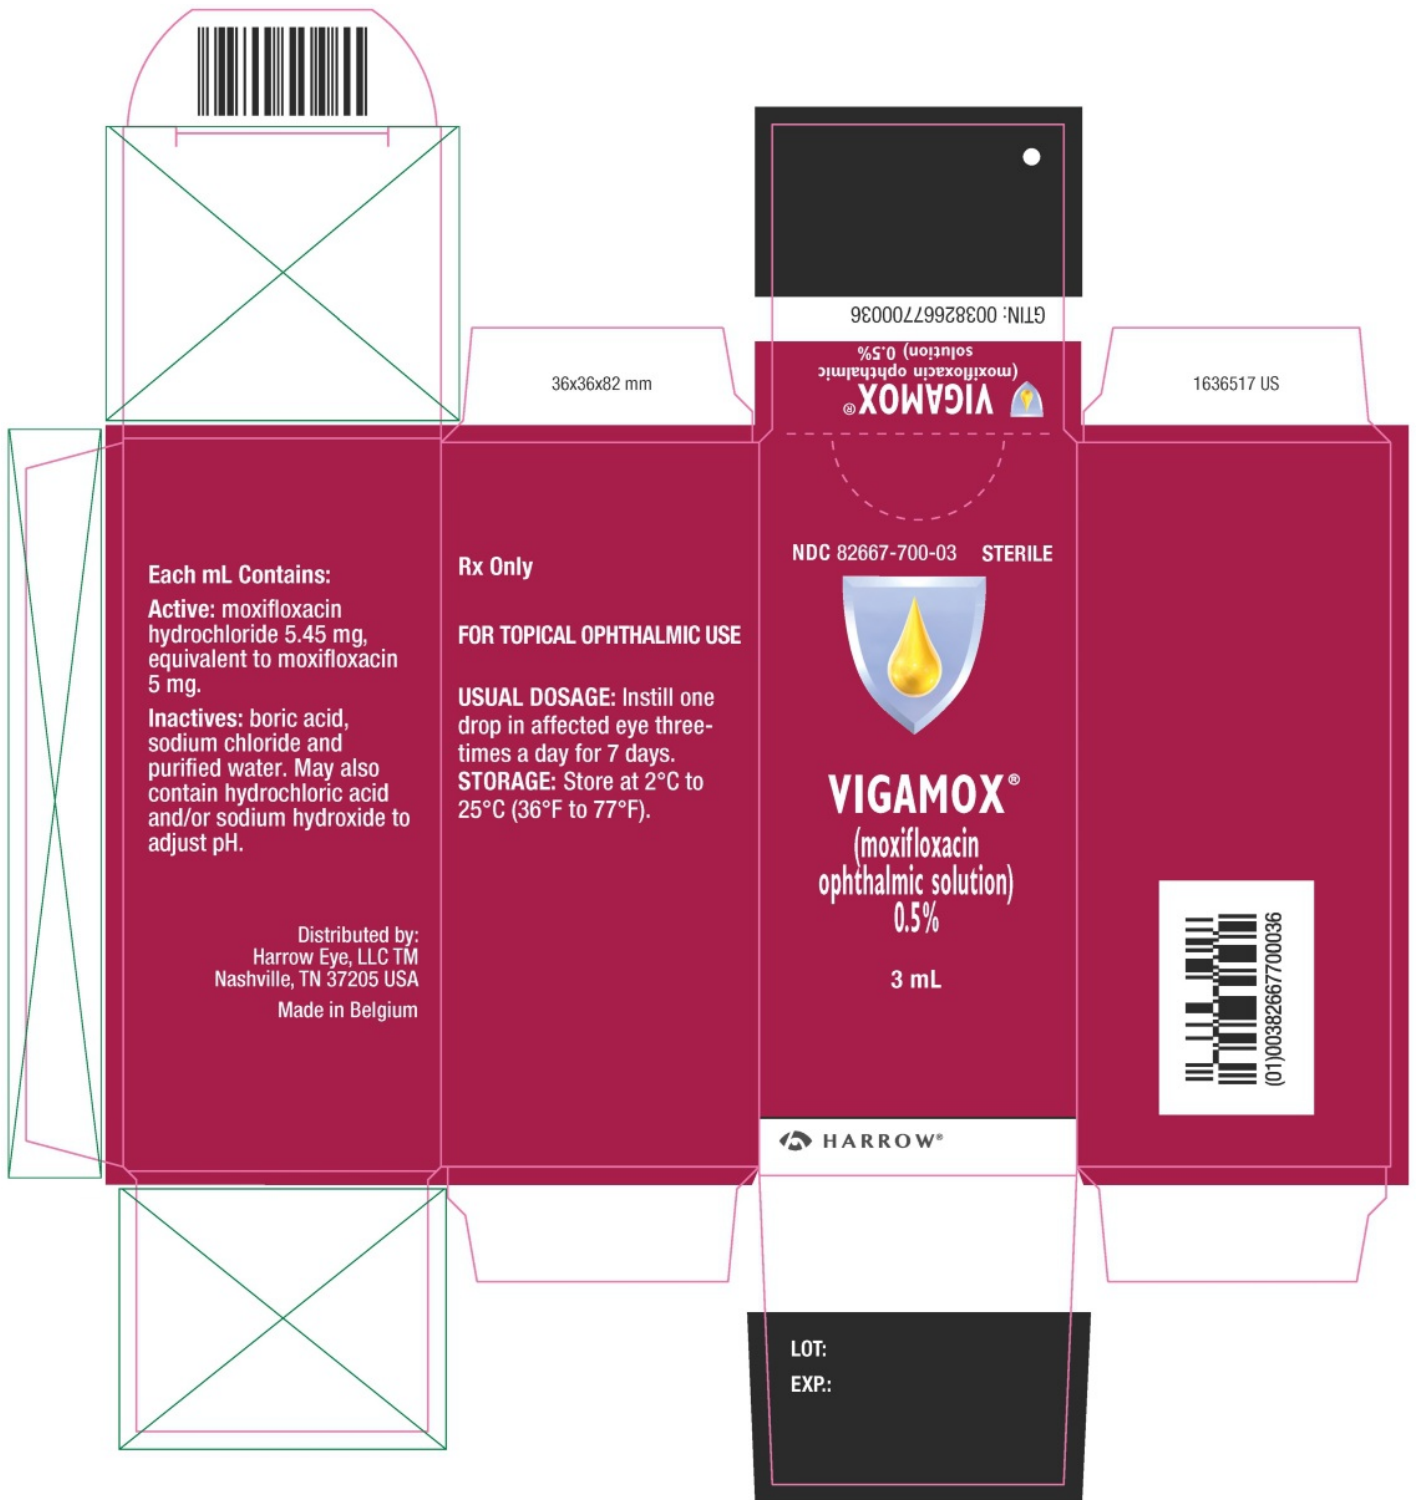 GTIN: 00382667700036
VIGAMOX®
(moxifloxacin ophthalmic
solution) 0.5%
36x36x82 mm
1636517 US
Each mL Contains:
Active: moxifloxacin
hydrochloride 5.45 mg,
equivalent to moxifloxacin
5 mg.
Inactives: boric acid,
sodium chloride and
purified water. May also
contain hydrochloric acid
and/or sodium hydroxide to
adjust pH.
Distributed by:
Harrow Eye, LLC TM
Nashville, TN 37205 USA
Made in Belgium
Rx Only
FOR TOPICAL OPHTHALMIC USE
USUAL DOSAGE: Instill one
drop in affected eye three-
times a day for 7 days.
STORAGE: Store at 2°C to
25°C (36°F to 77°F).
NDC 82667-700-03 STERILE
VIGAMOX®
(moxifloxacin
ophthalmic solution)
0.5%
3 mL
HARROW®
(01)00382667700036
LOT:
EXP.: